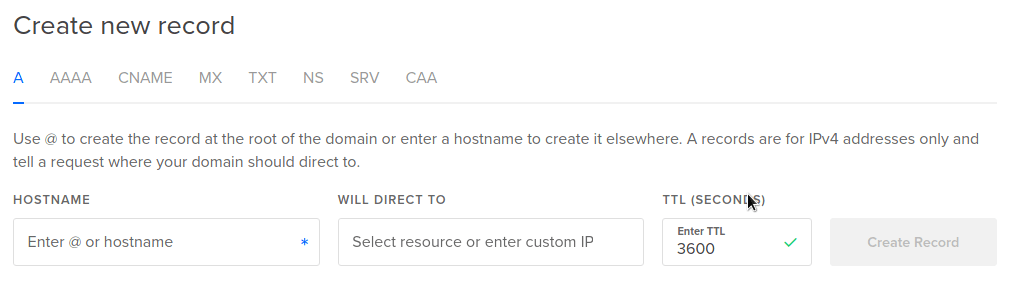 Create new record
A AAAA CNAME MX TXT NS SRV CAA
Use @ to create the record at the root of the domain or enter a hostname to create it elsewhere. A records are for IPv4 addresses only and
tell a request where your domain should direct to.
HOSTNAME WILL DIRECT TO TTL (SECONDS)
Enter @ or hostname * Select resource or enter custom IP Enter TTL
3600 Create Record